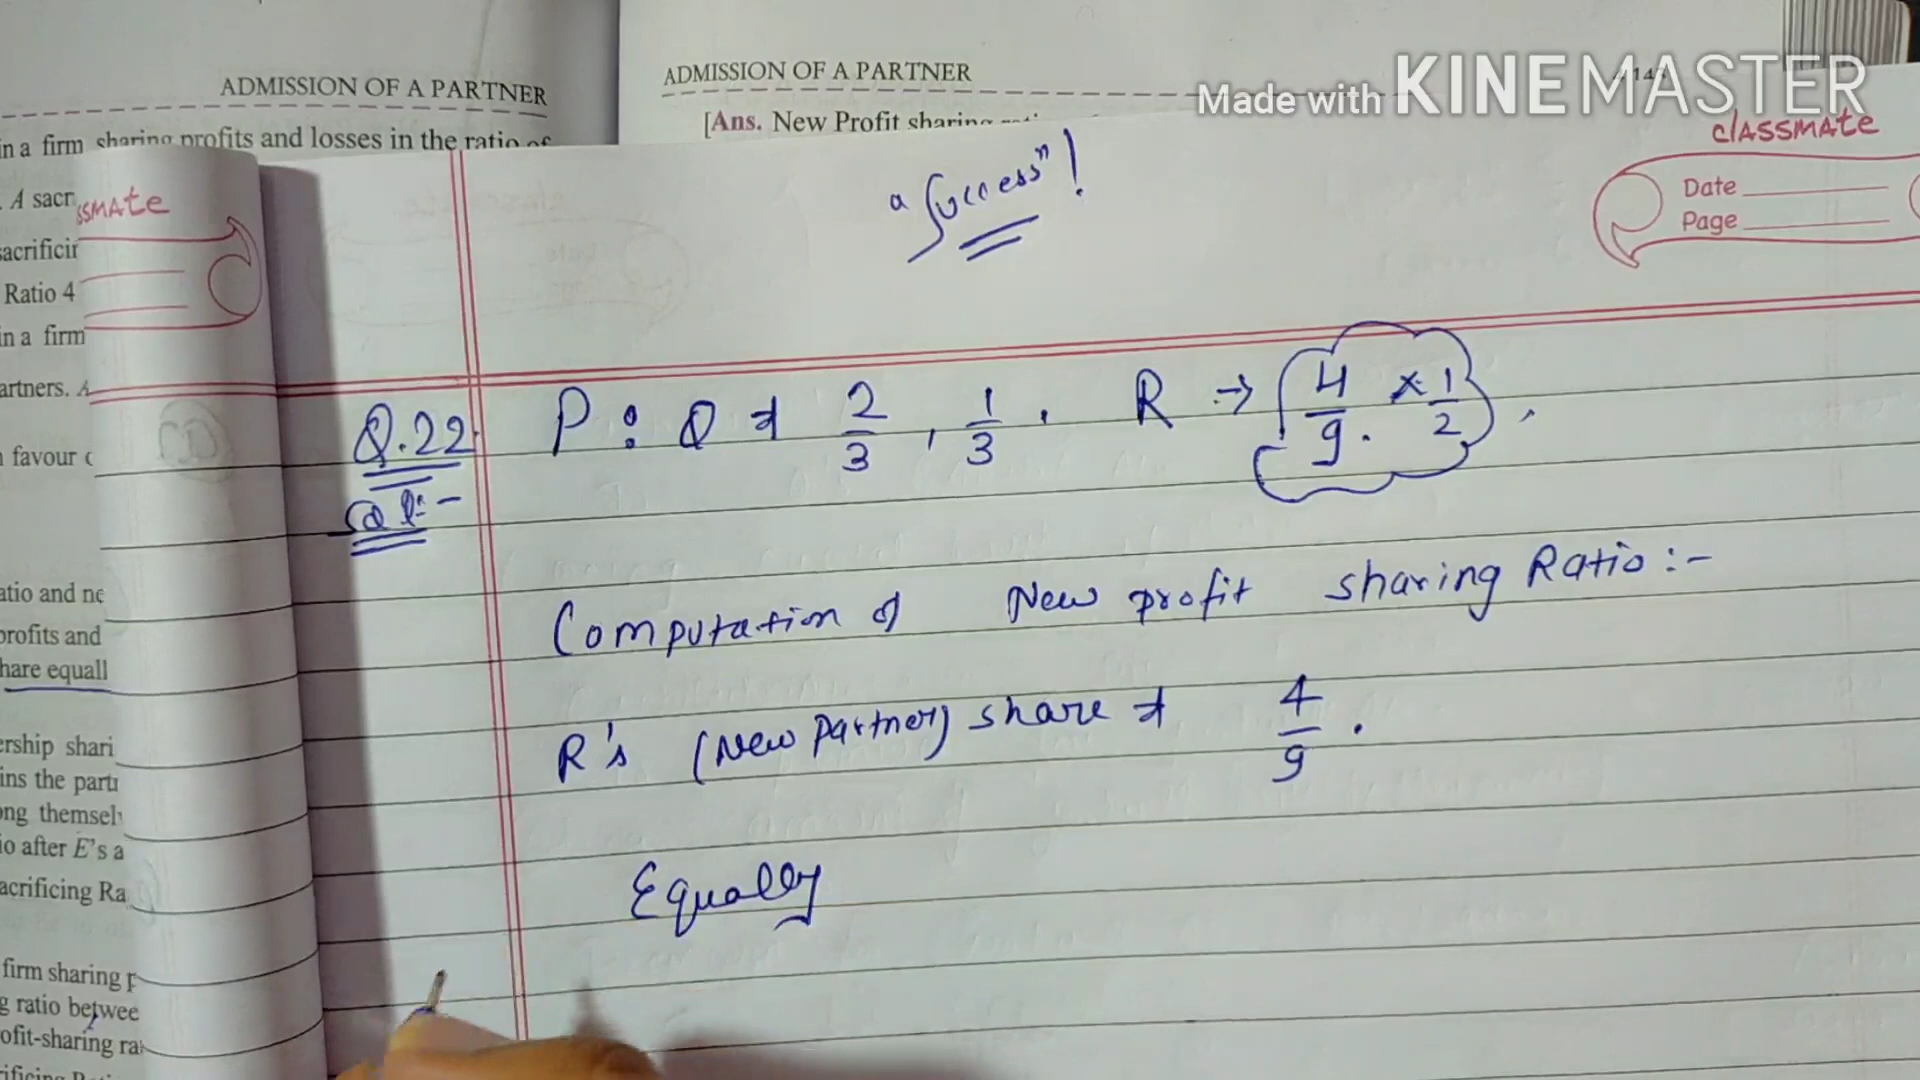 Made with KINEMASTER
ADMISSION OF A PARTNER
in a firm sharing profits and losses in the ratio of
. A sacr
sacrificir
Ratio 4
in a firm
artners. A
n favour c
atio and ne
profits and
hare equall
ership shari
ins the partr
ong themselv
io after E's a
acrificing Ra
firm sharing p
g ratio betwee
ofit-sharing ra
ADMISSION OF A PARTNER
[Ans. New Profit sharing
ssmate
classmate
Date
Page
"Success"!
Q.22. P : Q → 2/3 , 1/3 . R → 4/9 . × 1/2 ,
Sol:-
Computation of New profit sharing Ratio :-
R's (New Partner) share → 4/9 .
Equally